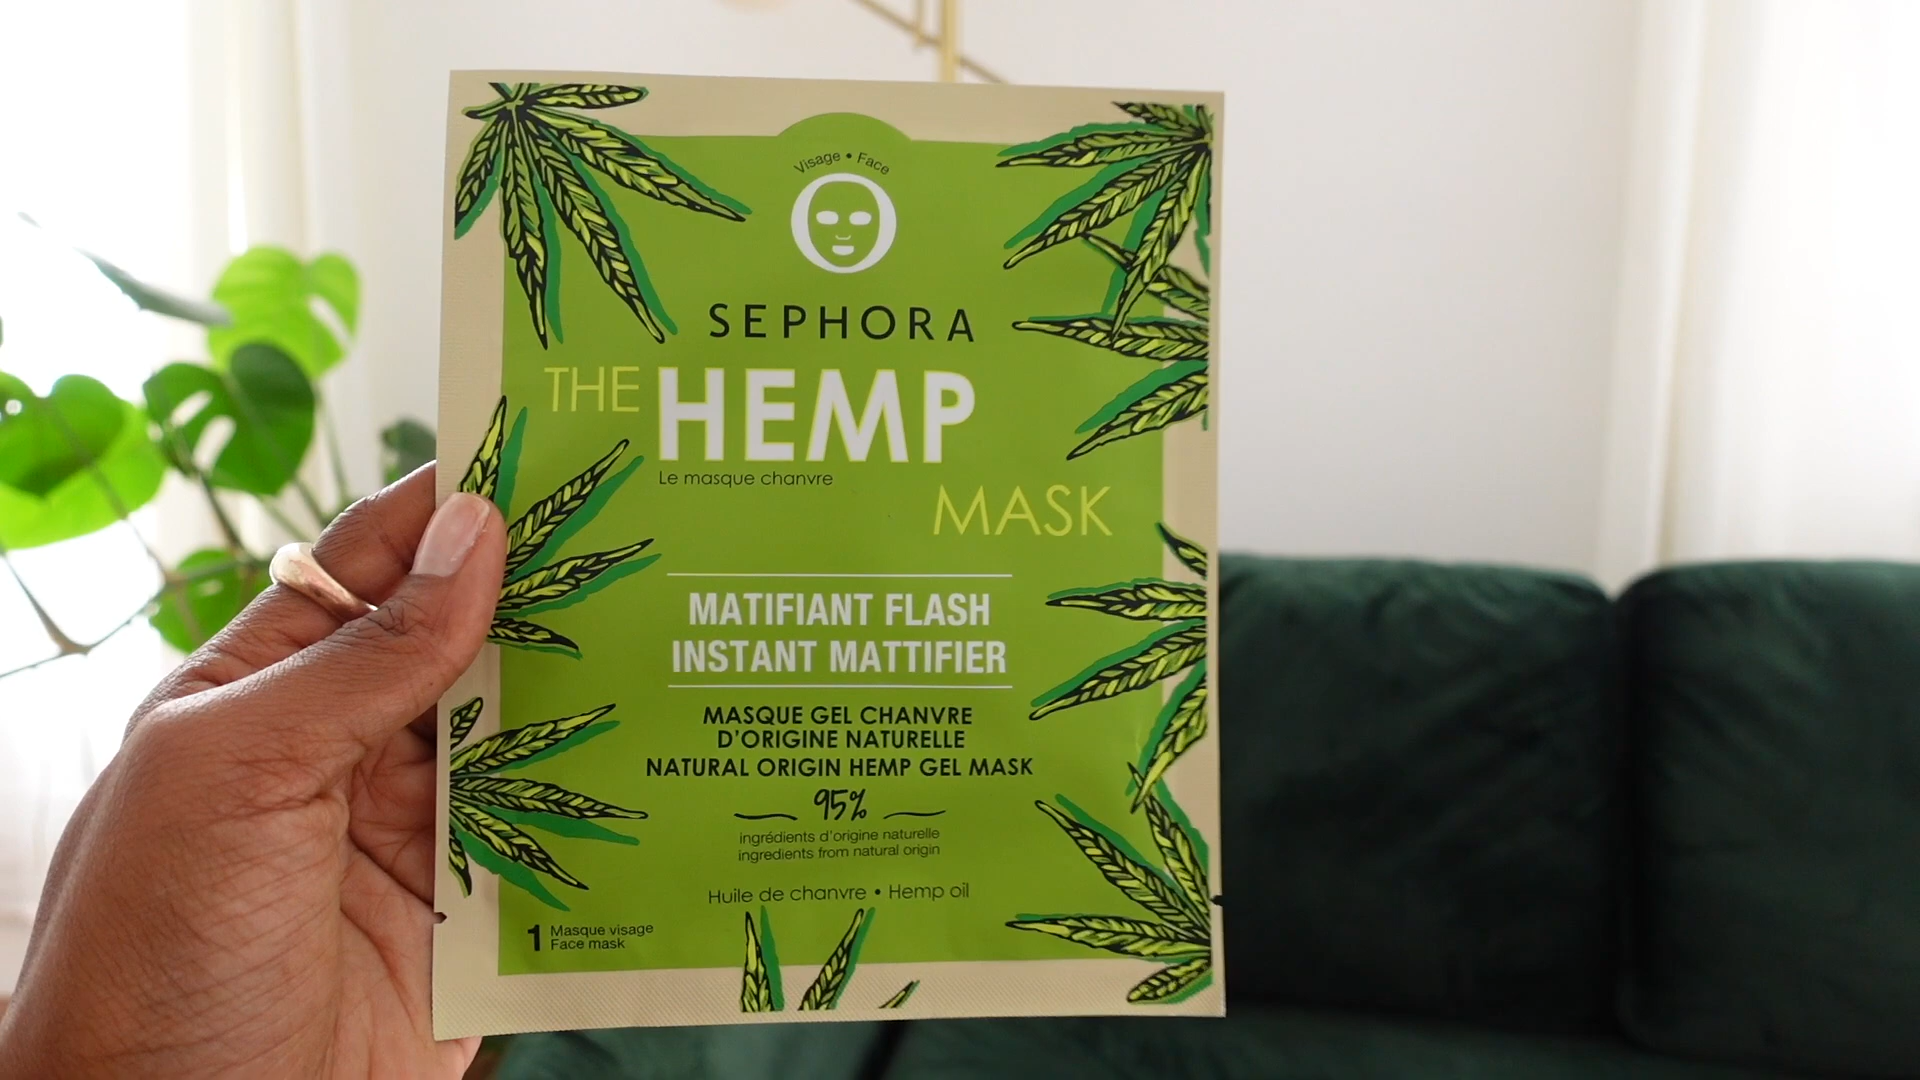 Visage • Face
SEPHORA
THE HEMP
Le masque chanvre
MASK
MATIFIANT FLASH
INSTANT MATTIFIER
MASQUE GEL CHANVRE
D'ORIGINE NATURELLE
NATURAL ORIGIN HEMP GEL MASK
95%
ingrédients d'origine naturelle
ingredients from natural origin
Huile de chanvre • Hemp oil
1 Masque visage
Face mask